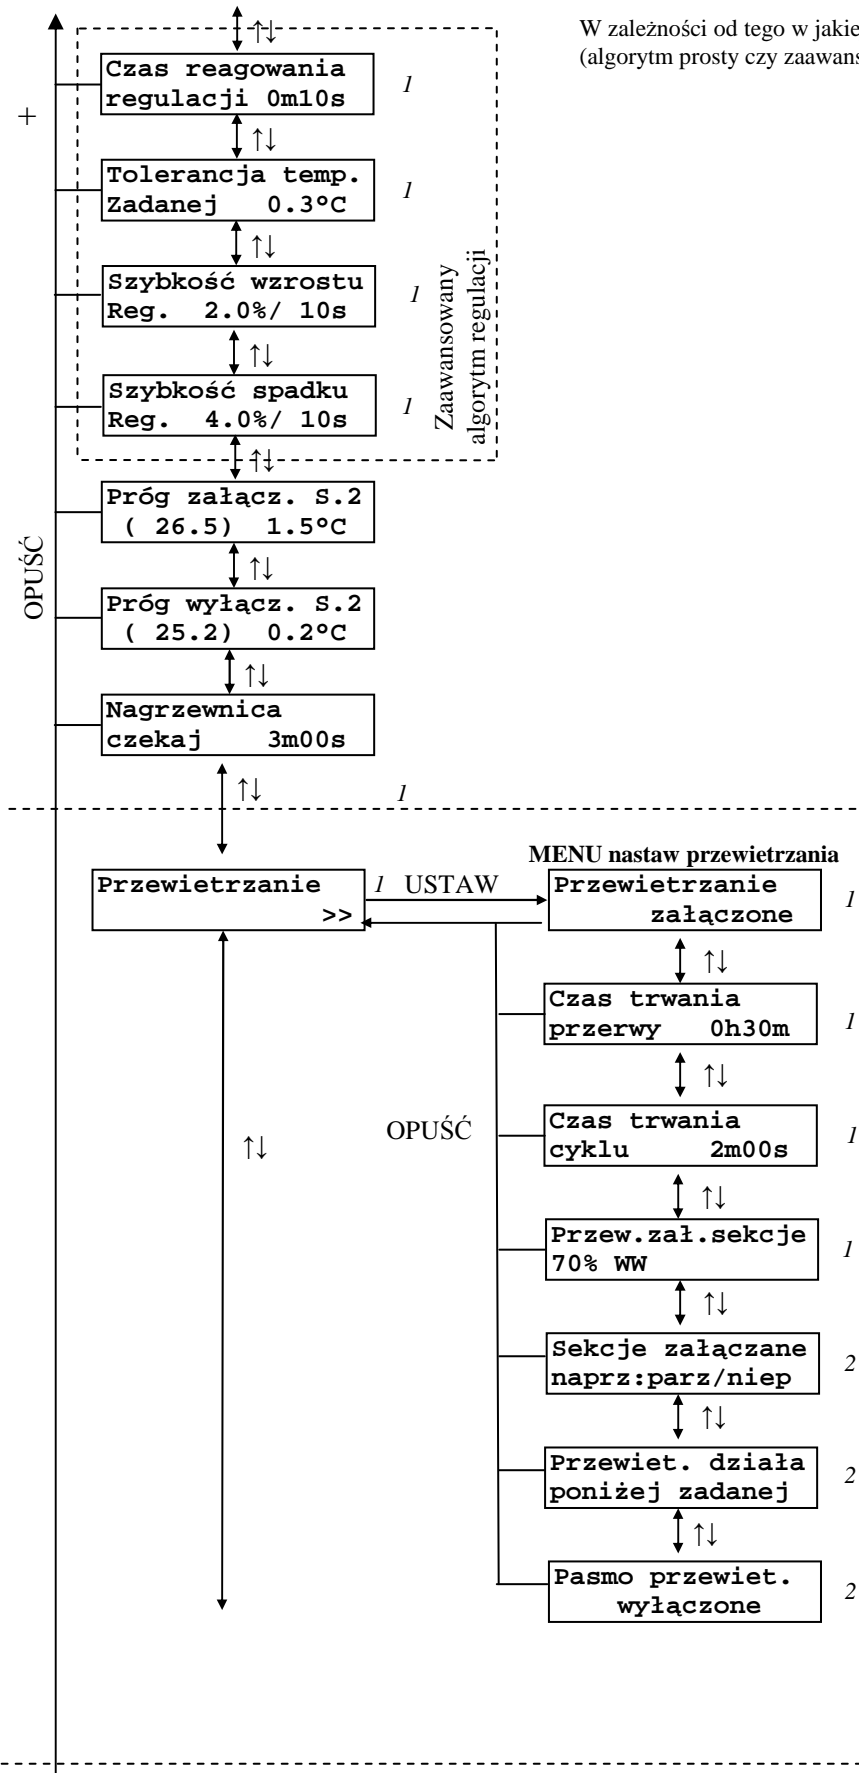 W zależności od tego w jakie
(algorytm prosty czy zaawans
↑↓
Czas reagowania
regulacji 0m10s
1
+
↑↓
Tolerancja temp.
Zadanej 0.3ºC
1
↑↓
Szybkość wzrostu
Reg. 2.0%/ 10s
1
↑↓
Szybkość spadku
Reg. 4.0%/ 10s
1
Zaawansowany
algorytm regulacji
↑↓
Próg załącz. S.2
( 26.5) 1.5ºC
↑↓
OPUŚĆ
Próg wyłącz. S.2
( 25.2) 0.2ºC
↑↓
Nagrzewnica
czekaj 3m00s
↑↓
1
MENU nastaw przewietrzania
Przewietrzanie
>>
1 USTAW
Przewietrzanie
załączone
1
↑↓
Czas trwania
przerwy 0h30m
1
↑↓
OPUŚĆ
Czas trwania
cyklu 2m00s
1
↑↓
↑↓
Przew.zał.sekcje
70% WW
1
↑↓
Sekcje załączane
naprz:parz/niep
2
↑↓
Przewiet. działa
poniżej zadanej
2
↑↓
Pasmo przewiet.
wyłączone
2